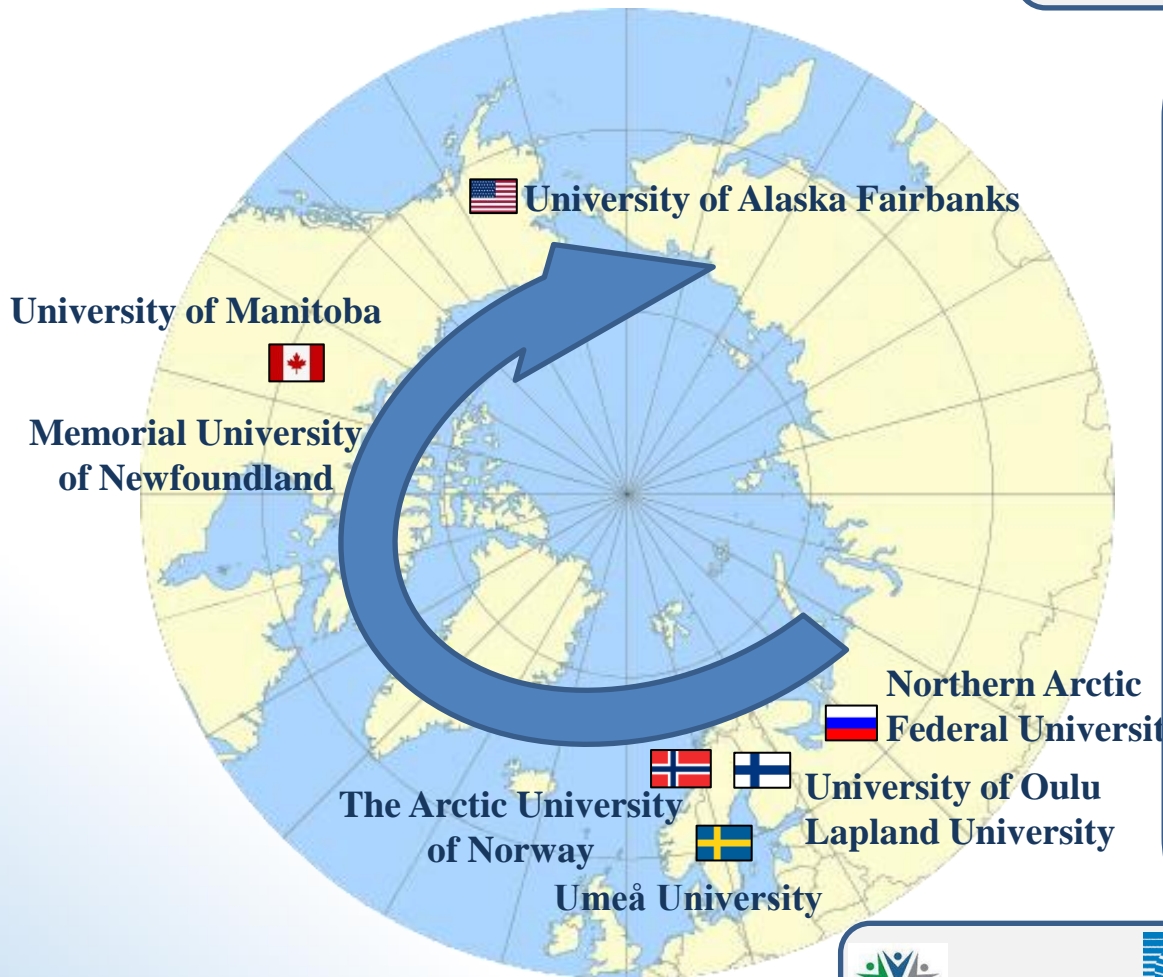 University of Alaska Fairbanks
University of Manitoba
Memorial University
of Newfoundland
Northern Arctic
Federal Universit
University of Oulu
Lapland University
The Arctic University
of Norway
Umeå University